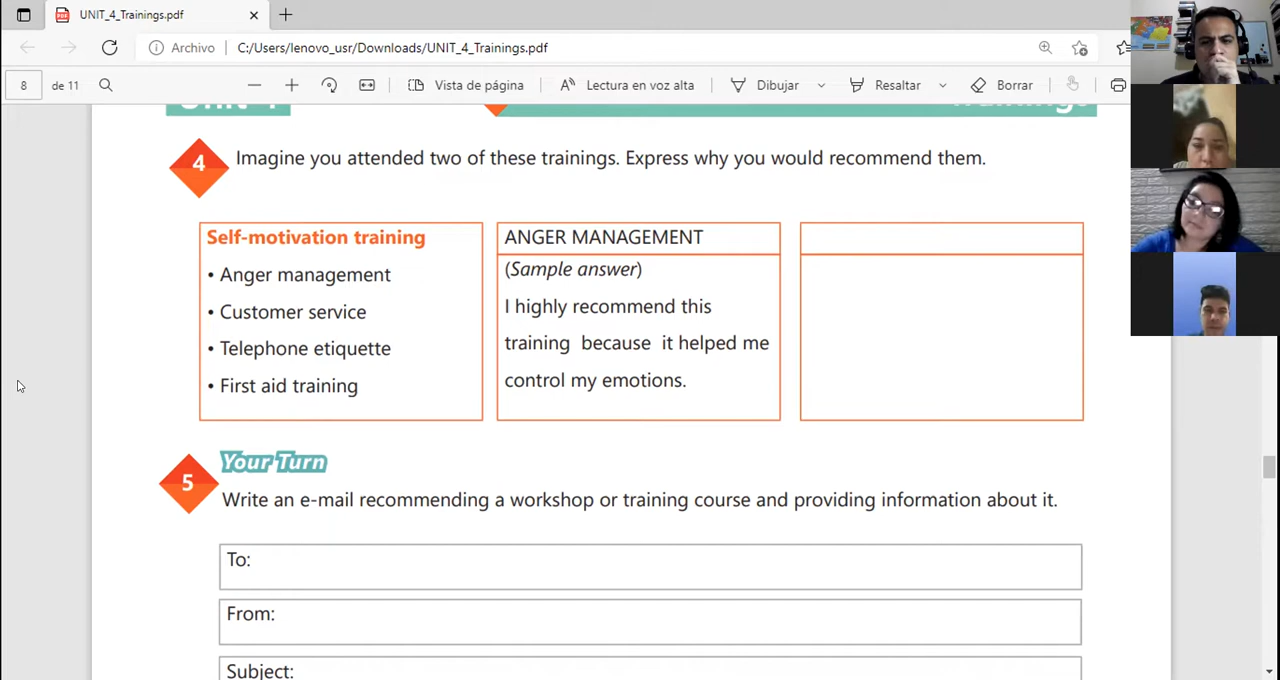 UNIT_4_Trainings.pdf
Archivo
C:/Users/lenovo_usr/Downloads/UNIT_4_Trainings.pdf
8
de 11
Vista de página
Lectura en voz alta
Dibujar
Resaltar
Borrar
4
Imagine you attended two of these trainings. Express why you would recommend them.
Self-motivation training
• Anger management
• Customer service
• Telephone etiquette
• First aid training
ANGER MANAGEMENT
(Sample answer)
I highly recommend this
training because it helped me
control my emotions.
5
Your Turn
Write an e-mail recommending a workshop or training course and providing information about it.
To:
From:
Subject: